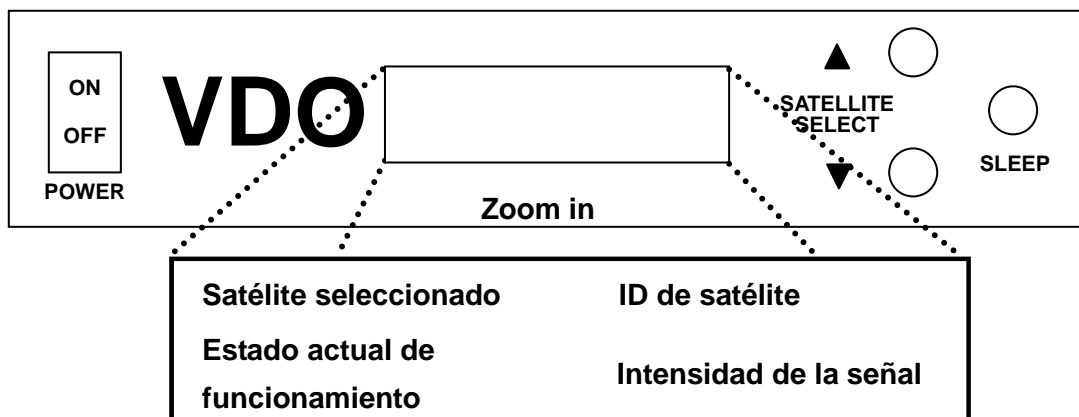 ON
OFF
POWER
VDO
▲
SATELLITE
SELECT
▼
SLEEP
Zoom in
Satélite seleccionado
ID de satélite
Estado actual de
funcionamiento
Intensidad de la señal